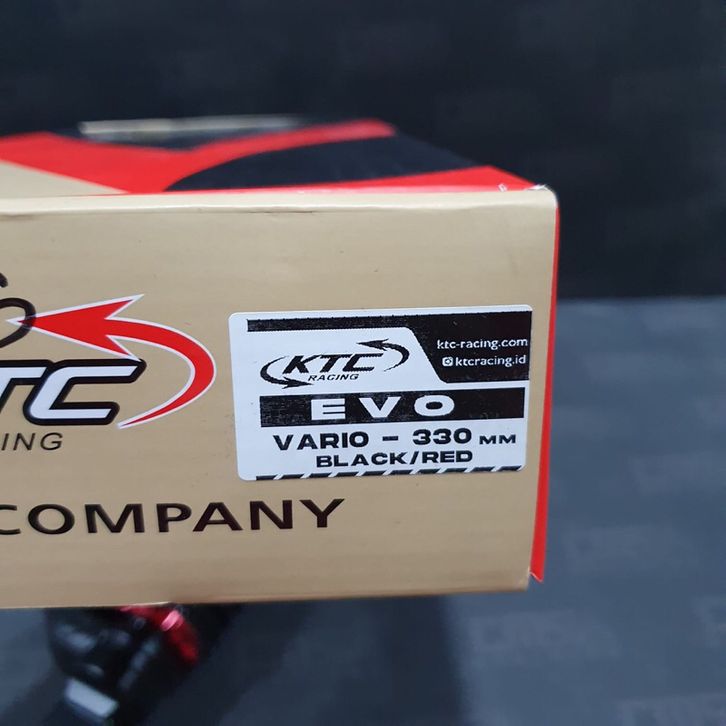 TC
ING
COMPANY
KTC
RACING
ktc-racing.com
ktcracing.id
EVO
VARIO - 330 MM
BLACK/RED